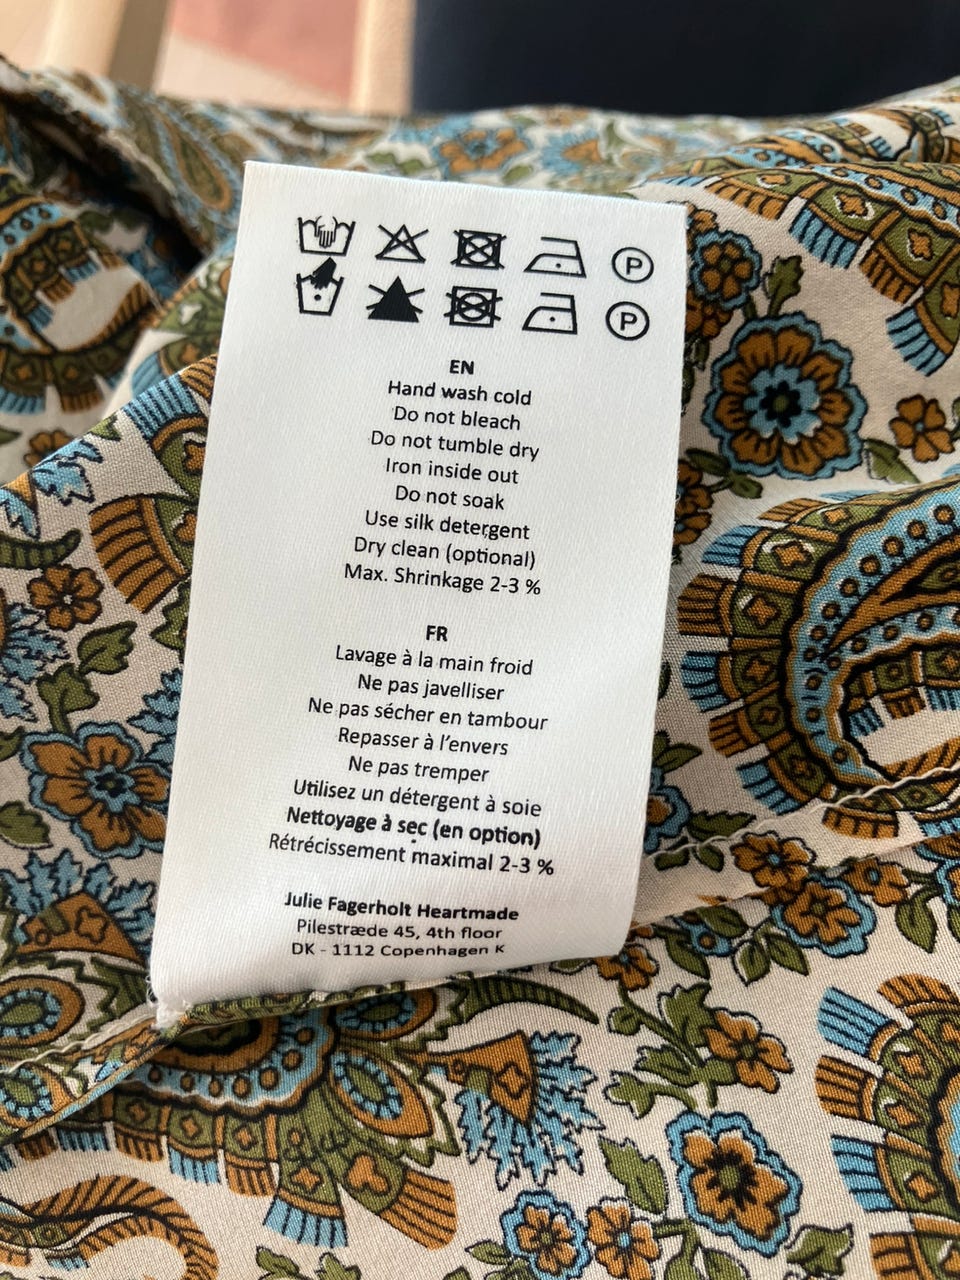 P
P
EN
Hand wash cold
Do not bleach
Do not tumble dry
Iron inside out
Do not soak
Use silk detergent
Dry clean (optional)
Max. Shrinkage 2-3 %
FR
Lavage à la main froid
Ne pas javelliser
Ne pas sécher en tambour
Repasser à l'envers
Ne pas tremper
Utilisez un détergent à soie
Nettoyage à sec (en option)
Rétrécissement maximal 2-3 %
Julie Fagerholt Heartmade
Pilestræde 45, 4th floor
DK - 1112 Copenhagen K